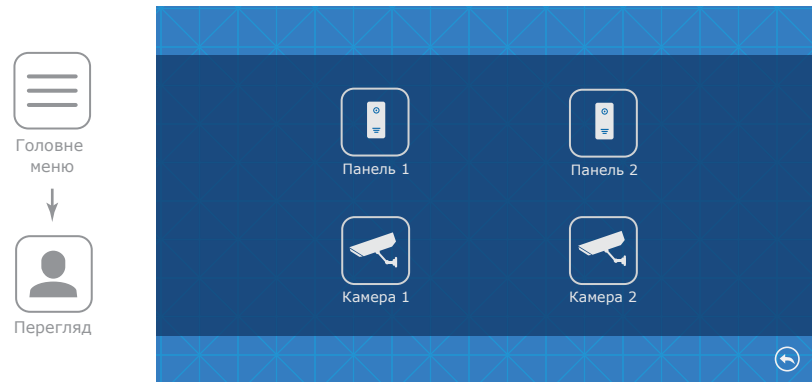 Головне
меню
Перегляд
Панель 1
Панель 2
Камера 1
Камера 2